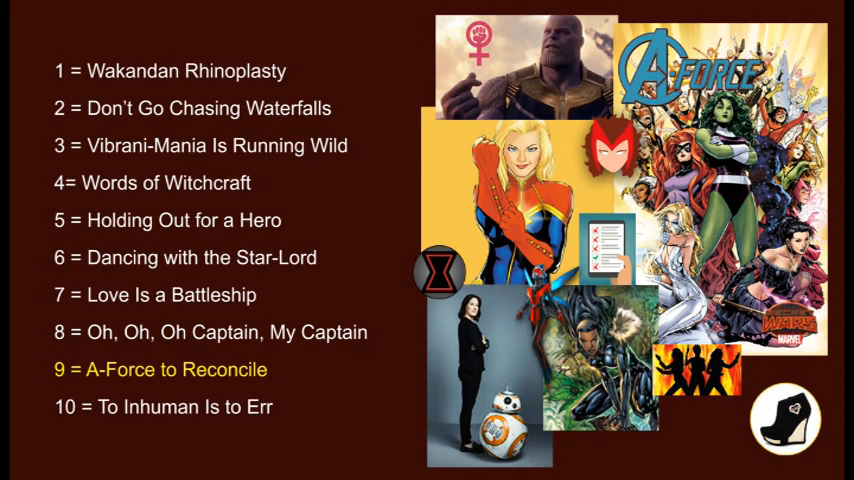 1 = Wakandan Rhinoplasty
2 = Don't Go Chasing Waterfalls
3 = Vibrani-Mania Is Running Wild
4= Words of Witchcraft
5 = Holding Out for a Hero
6 = Dancing with the Star-Lord
7 = Love Is a Battleship
8 = Oh, Oh, Oh Captain, My Captain
9 = A-Force to Reconcile
10 = To Inhuman Is to Err
A-FORCE
WARS
MARVEL